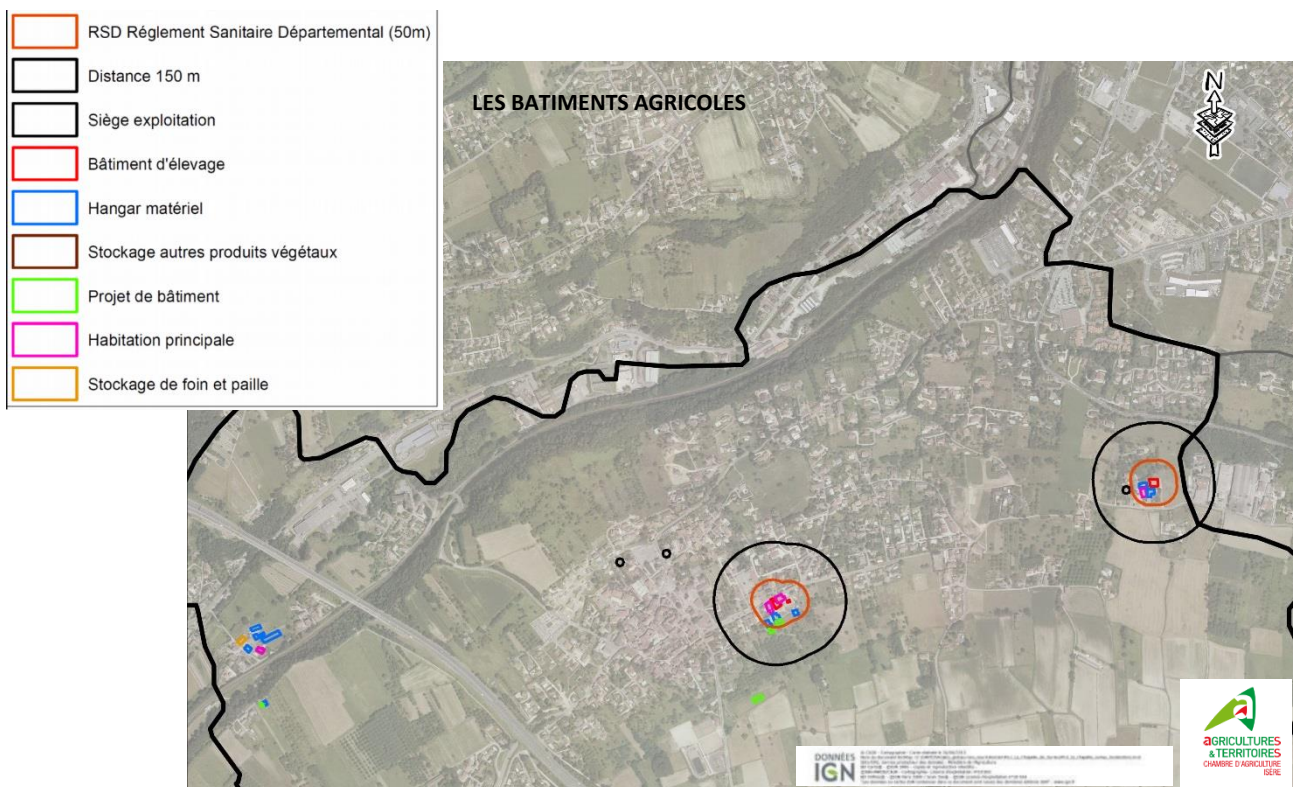 RSD Réglement Sanitaire Départemental (50m)
Distance 150 m
Siège exploitation
Bâtiment d'élevage
Hangar matériel
Stockage autres produits végétaux
Projet de bâtiment
Habitation principale
Stockage de foin et paille
LES BATIMENTS AGRICOLES
N
DONNÉES
IGN
AGRICULTURES
& TERRITOIRES
CHAMBRE D'AGRICULTURE
ISÈRE